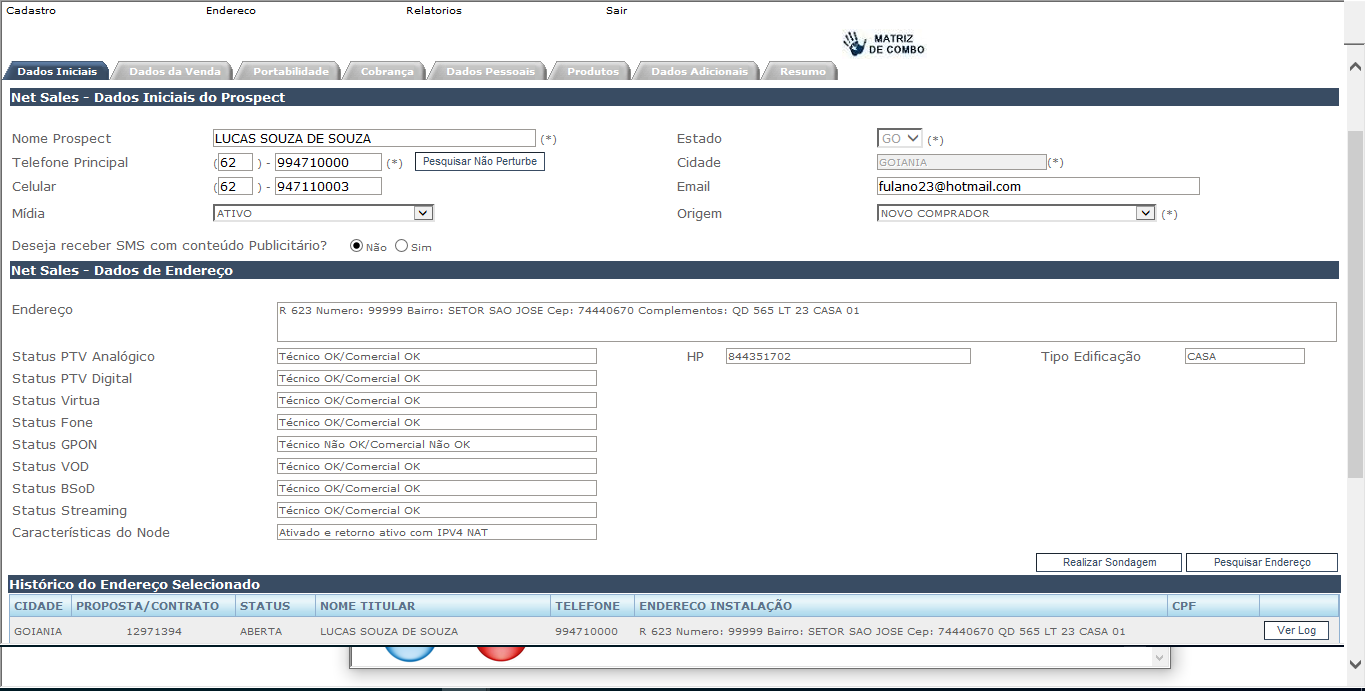 Cadastro Endereco Relatorios Sair
MATRIZ
DE COMBO
Dados Iniciais Dados da Venda Portabilidade Cobrança Dados Pessoais Produtos Dados Adicionais Resumo
Net Sales - Dados Iniciais do Prospect
Nome Prospect LUCAS SOUZA DE SOUZA (*) Estado GO (*)
Telefone Principal (62) - 994710000 (*) Pesquisar Não Perturbe Cidade GOIANIA (*)
Celular (62) - 947110003 Email fulano23@hotmail.com
Mídia ATIVO Origem NOVO COMPRADOR (*)
Deseja receber SMS com conteúdo Publicitário? Não Sim
Net Sales - Dados de Endereço
Endereço R 623 Numero: 99999 Bairro: SETOR SAO JOSE Cep: 74440670 Complementos: QD 565 LT 23 CASA 01
Status PTV Analógico Técnico OK/Comercial OK HP 844351702 Tipo Edificação CASA
Status PTV Digital Técnico OK/Comercial OK
Status Virtua Técnico OK/Comercial OK
Status Fone Técnico OK/Comercial OK
Status GPON Técnico Não OK/Comercial Não OK
Status VOD Técnico OK/Comercial OK
Status BSoD Técnico OK/Comercial OK
Status Streaming Técnico OK/Comercial OK
Características do Node Ativado e retorno ativo com IPV4 NAT
Realizar Sondagem Pesquisar Endereço
Histórico do Endereço Selecionado
CIDADE PROPOSTA/CONTRATO STATUS NOME TITULAR TELEFONE ENDERECO INSTALAÇÃO CPF
GOIANIA 12971394 ABERTA LUCAS SOUZA DE SOUZA 994710000 R 623 Numero: 99999 Bairro: SETOR SAO JOSE Cep: 74440670 QD 565 LT 23 CASA 01 Ver Log